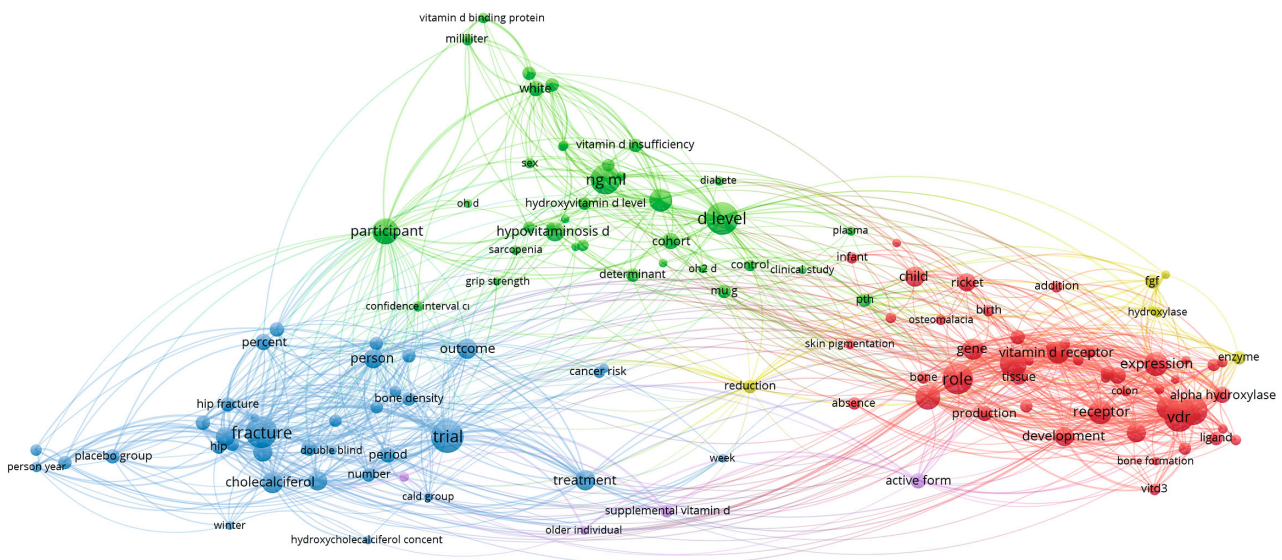 vitamin d binding protein
milliliter
white
vitamin d insufficiency
sex
ng ml
diabete
oh d
hydroxyvitamin d level
d level
participant
hypovitaminosis d
plasma
cohort
sarcopenia
infant
oh2 d
control
clinical study
determinant
child
grip strength
ricket
addition
fgf
mu g
confidence interval ci
pth
birth
hydroxylase
osteomalacia
percent
skin pigmentation
outcome
gene
vitamin d receptor
person
enzyme
expression
cancer risk
bone
role
tissue
reduction
colon
alpha hydroxylase
bone density
hip fracture
absence
production
receptor
vdr
fracture
trial
development
ligand
hip
double blind
period
placebo group
week
bone formation
person year
number
cholecalciferol
treatment
active form
vitd3
cald group
supplemental vitamin d
winter
older individual
hydroxycholecalciferol concent